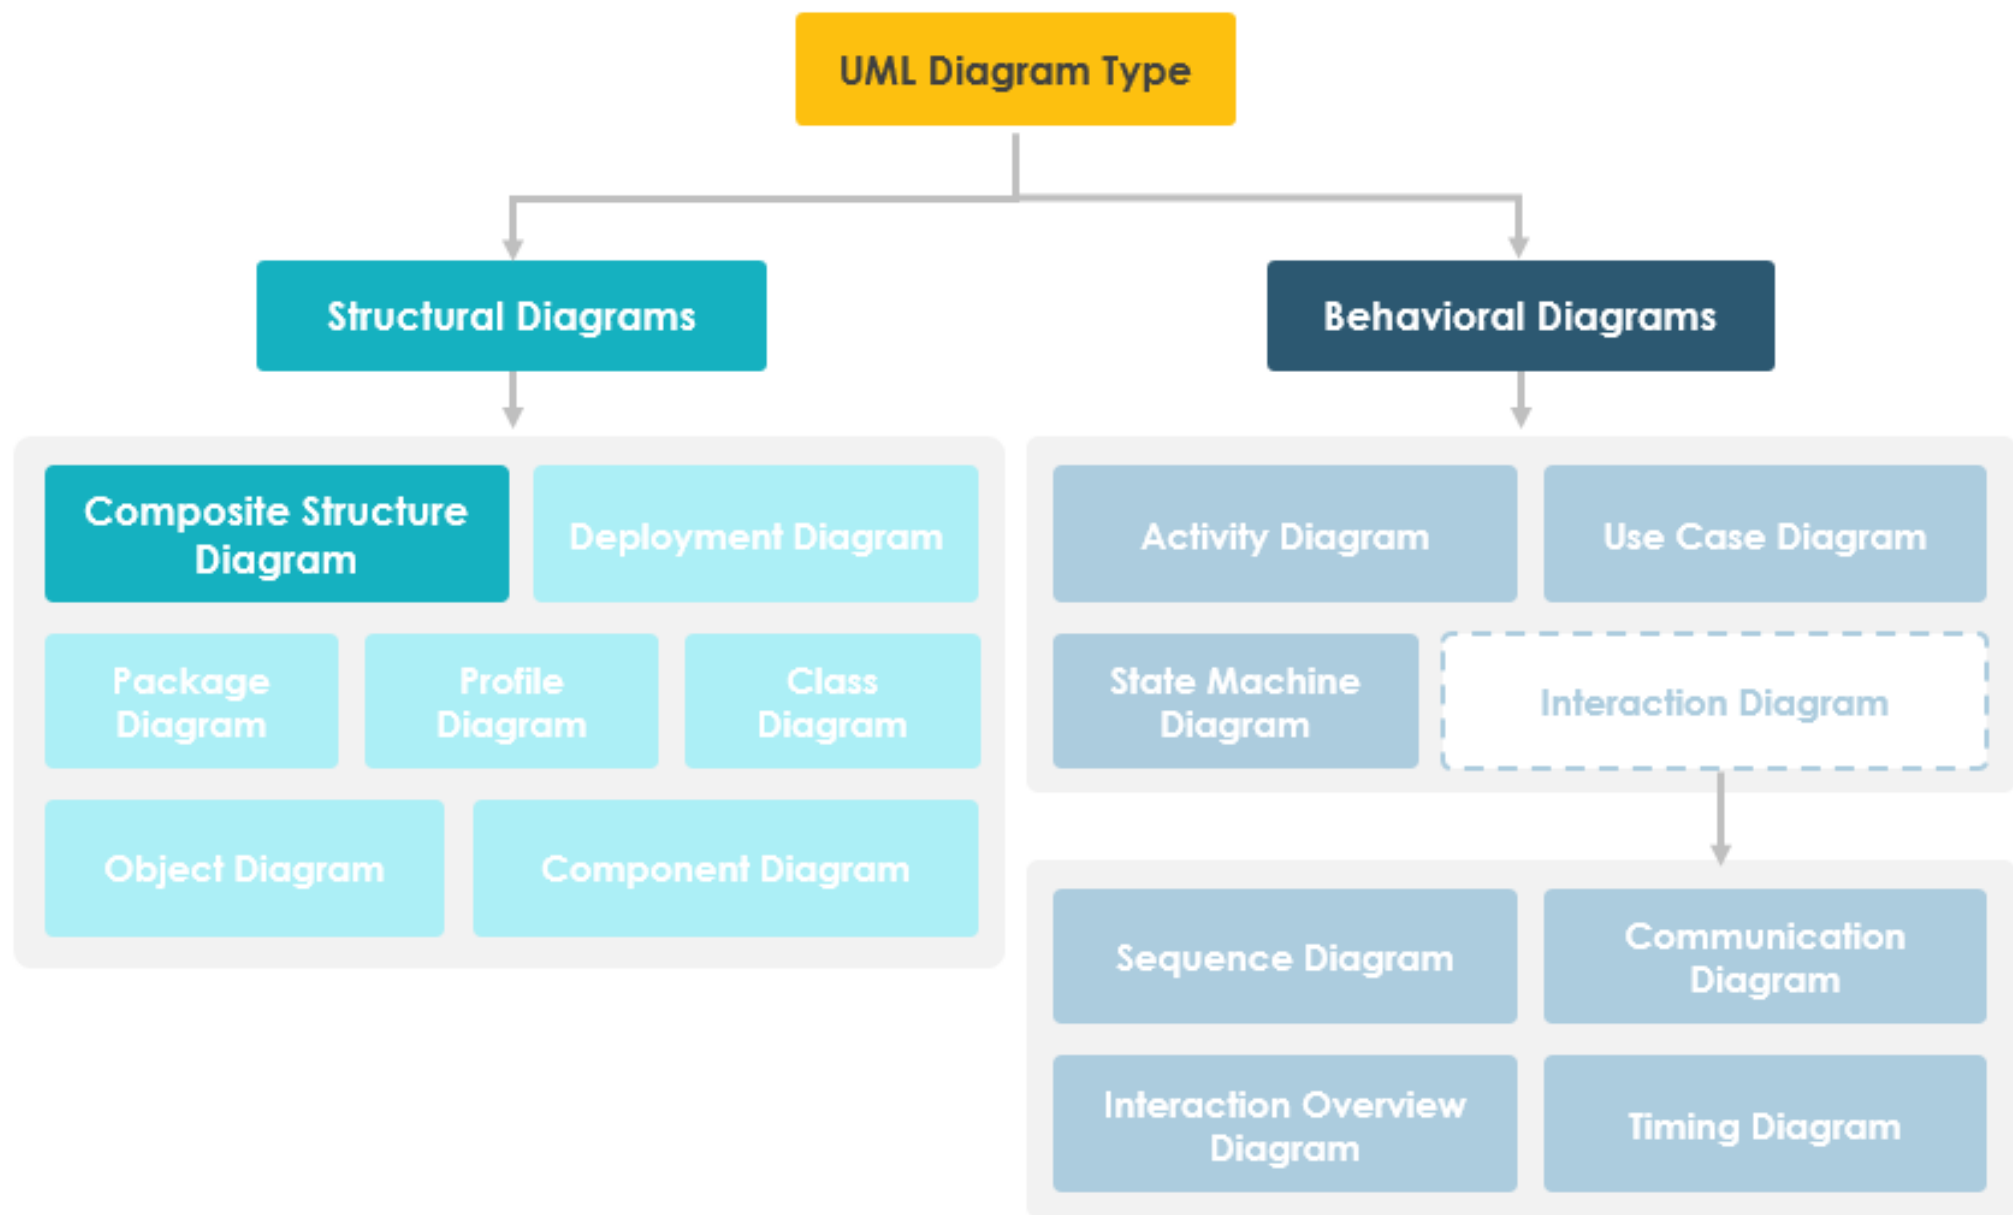 UML Diagram Type
Structural Diagrams
Behavioral Diagrams
Composite Structure
Diagram
Deployment Diagram
Package
Diagram
Profile
Diagram
Class
Diagram
Object Diagram
Component Diagram
Activity Diagram
Use Case Diagram
State Machine
Diagram
Interaction Diagram
Sequence Diagram
Communication
Diagram
Interaction Overview
Diagram
Timing Diagram